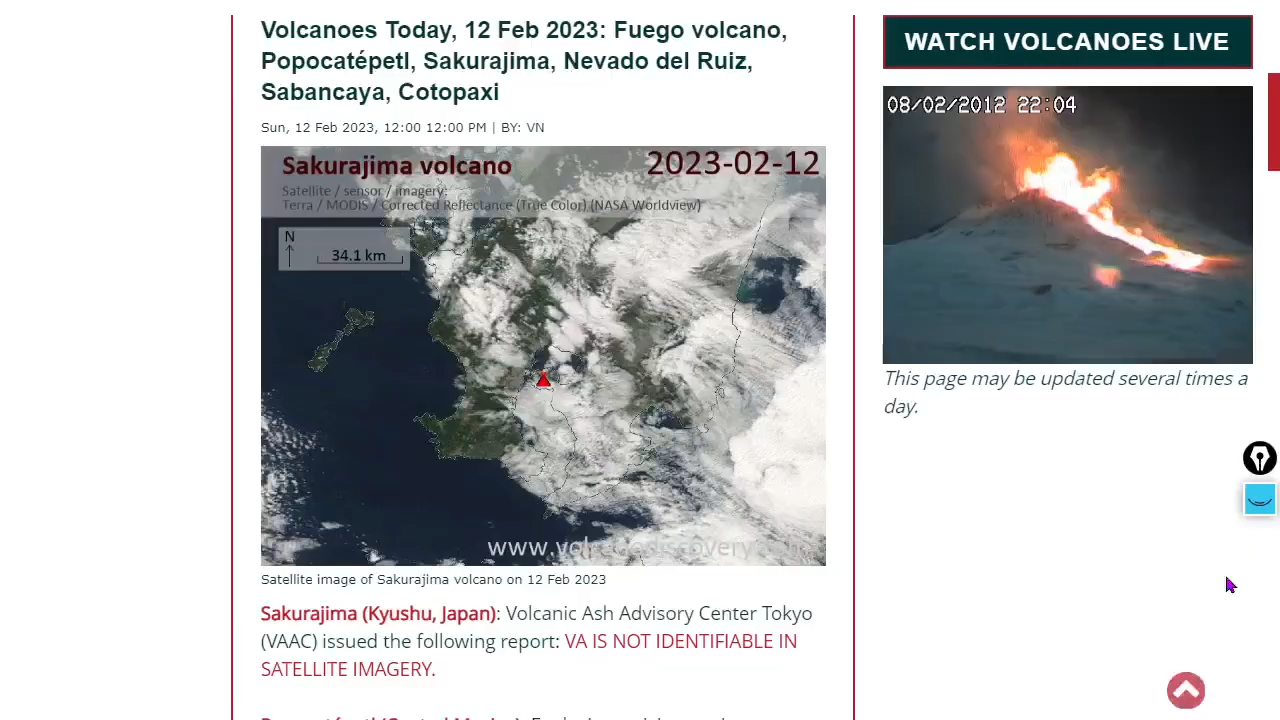 Volcanoes Today, 12 Feb 2023: Fuego volcano,
Popocatépetl, Sakurajima, Nevado del Ruiz,
Sabancaya, Cotopaxi
Sun, 12 Feb 2023, 12:00 12:00 PM | BY: VN
Sakurajima volcano
2023-02-12
Satellite / sensor / imagery:
Terra / MODIS / Corrected Reflectance (True Color) (NASA Worldview)
N
34.1 km
Satellite image of Sakurajima volcano on 12 Feb 2023
Sakurajima (Kyushu, Japan): Volcanic Ash Advisory Center Tokyo
(VAAC) issued the following report: VA IS NOT IDENTIFIABLE IN
SATELLITE IMAGERY.
WATCH VOLCANOES LIVE
08/02/2012 22:04
This page may be updated several times a
day.